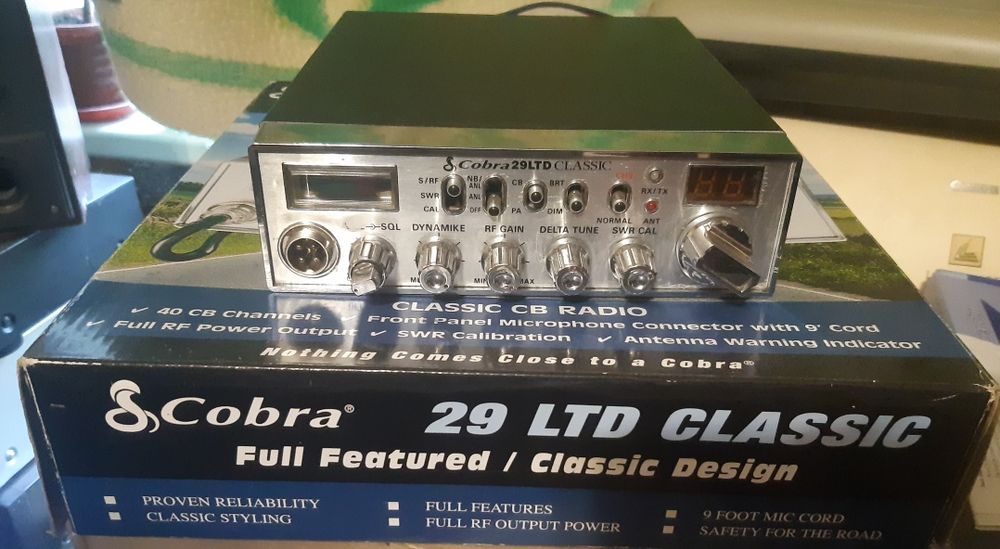 Cobra 29LTD CLASSIC
S/RF NB/ANL CB BRT CH9
SWR ANL RX/TX
CAL OFF PA DIM NORMAL ANT
SQL DYNAMIKE RF GAIN DELTA TUNE SWR CAL
MIN MAX
CLASSIC CB RADIO
✓ 40 CB Channels ✓ Front Panel Microphone Connector with 9' Cord
✓ Full RF Power Output ✓ SWR Calibration ✓ Antenna Warning Indicator
Nothing Comes Close to a Cobra®
Cobra® 29 LTD CLASSIC
Full Featured / Classic Design
PROVEN RELIABILITY FULL FEATURES 9 FOOT MIC CORD
CLASSIC STYLING FULL RF OUTPUT POWER SAFETY FOR THE ROAD